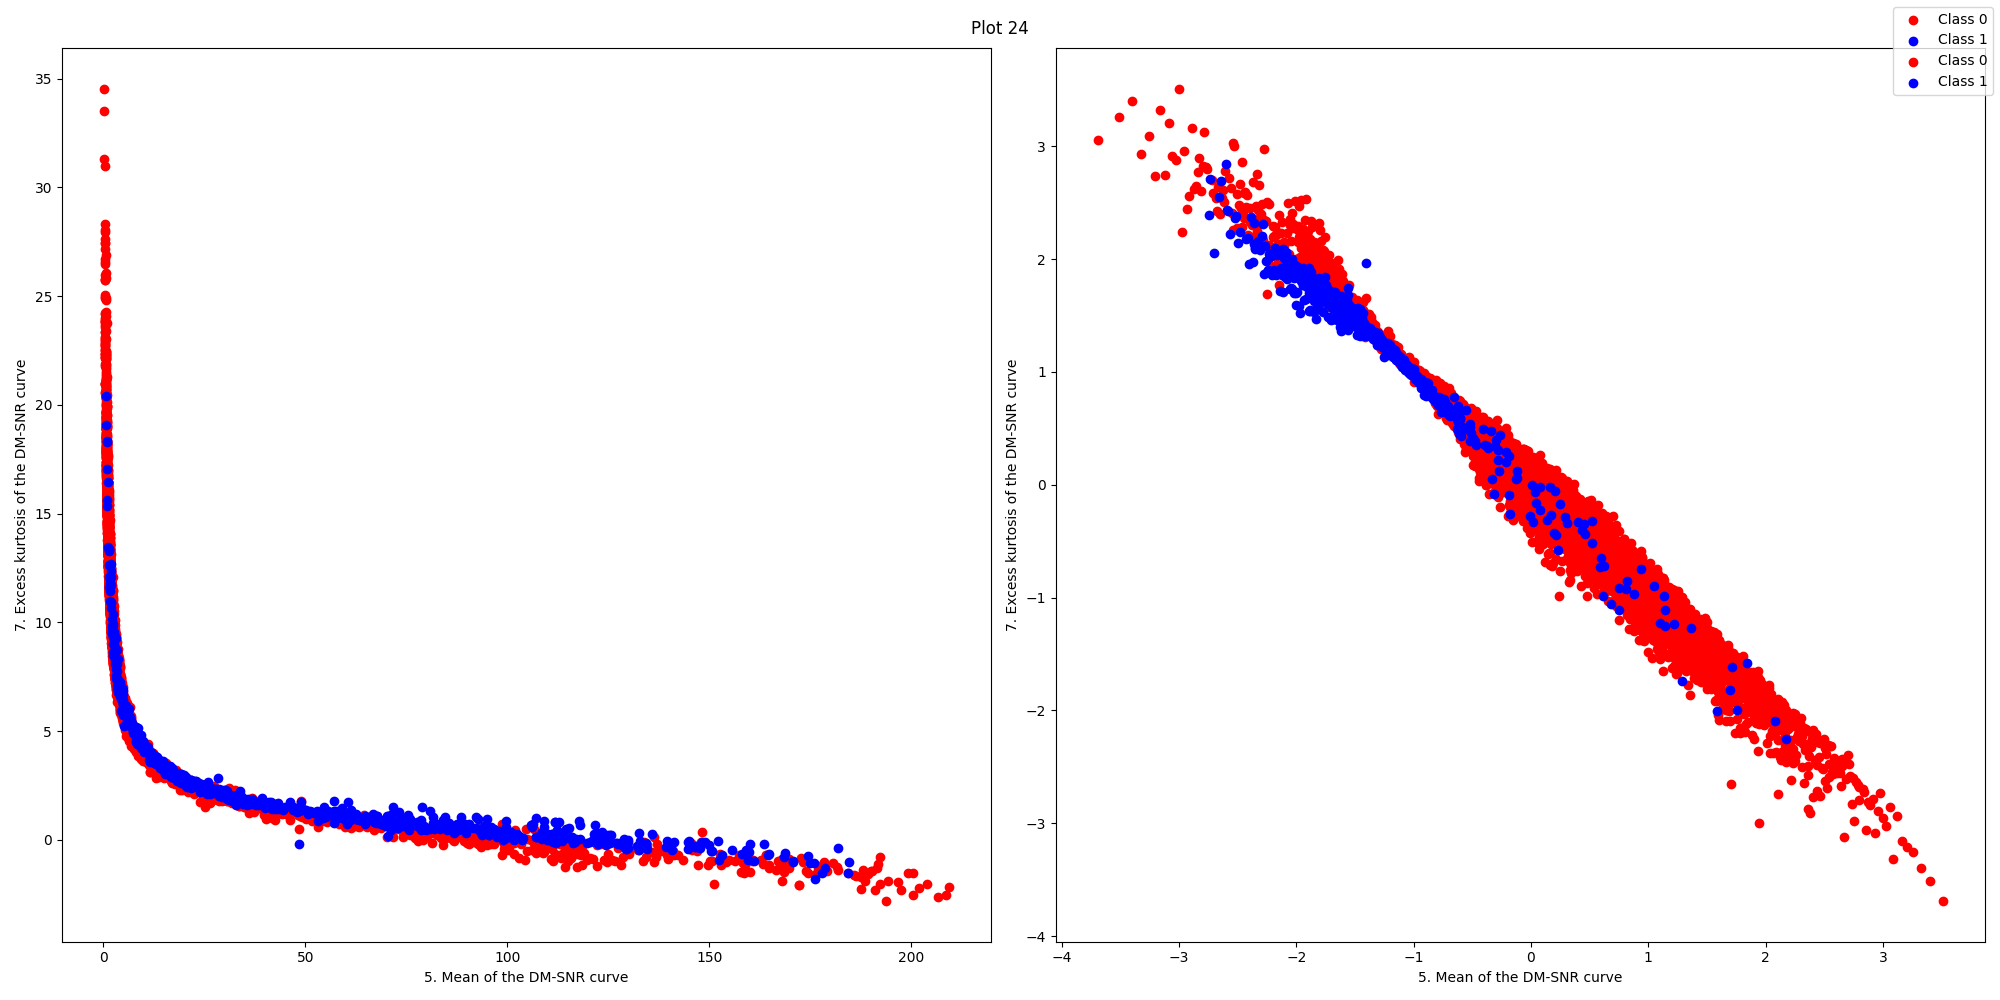 Plot 24
Class 0
Class 1
Class 0
Class 1
35
30
25
20
15
10
5
0
7. Excess kurtosis of the DM-SNR curve
0 50 100 150 200
5. Mean of the DM-SNR curve
3
2
1
0
−1
−2
−3
−4
7. Excess kurtosis of the DM-SNR curve
−4 −3 −2 −1 0 1 2 3
5. Mean of the DM-SNR curve